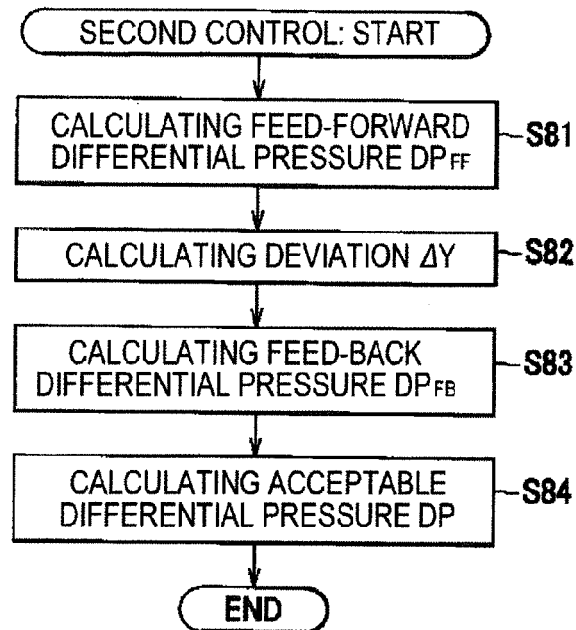 SECOND CONTROL: START
CALCULATING FEED-FORWARD
DIFFERENTIAL PRESSURE DPFF
S81
CALCULATING DEVIATION ΔY
S82
CALCULATING FEED-BACK
DIFFERENTIAL PRESSURE DPFB
S83
CALCULATING ACCEPTABLE
DIFFERENTIAL PRESSURE DP
S84
END